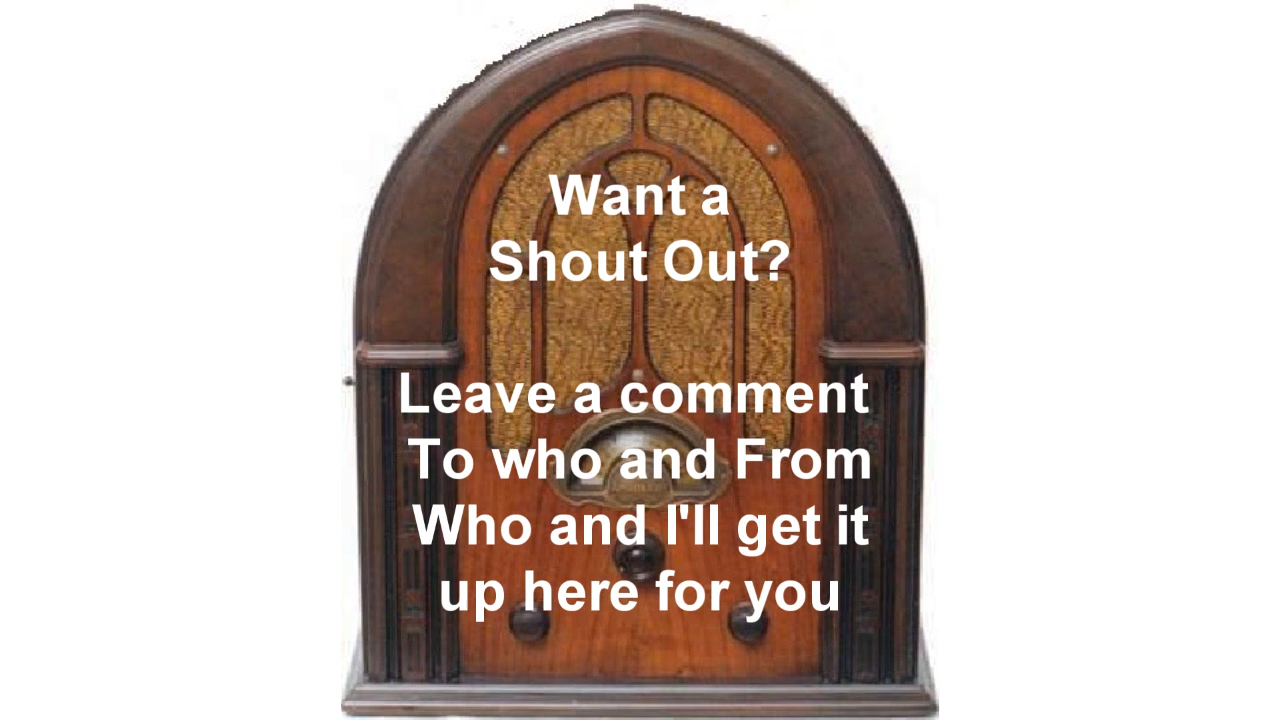 Want a
Shout Out?
Leave a comment
To who and From
Who and I'll get it
up here for you